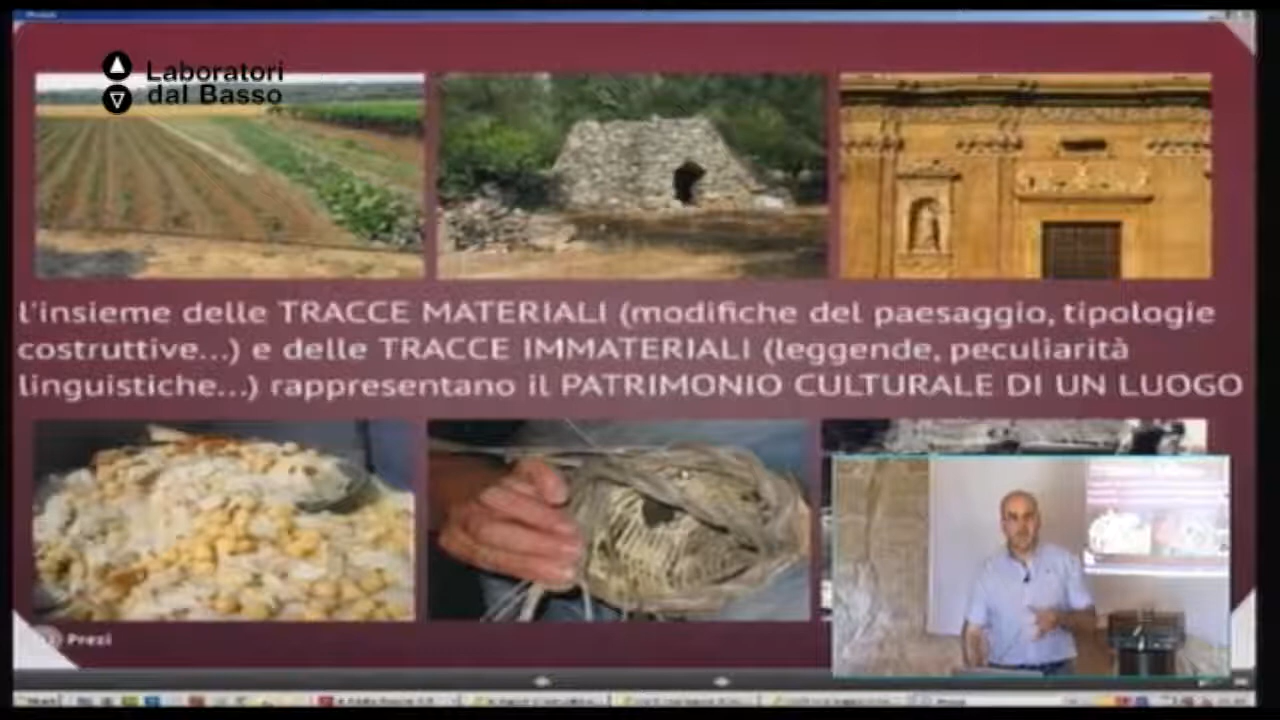 Laboratori
dal Basso
l'insieme delle TRACCE MATERIALI (modifiche del paesaggio, tipologie
costruttive...) e delle TRACCE IMMATERIALI (leggende, peculiarità
linguistiche...) rappresentano il PATRIMONIO CULTURALE DI UN LUOGO
Prezi